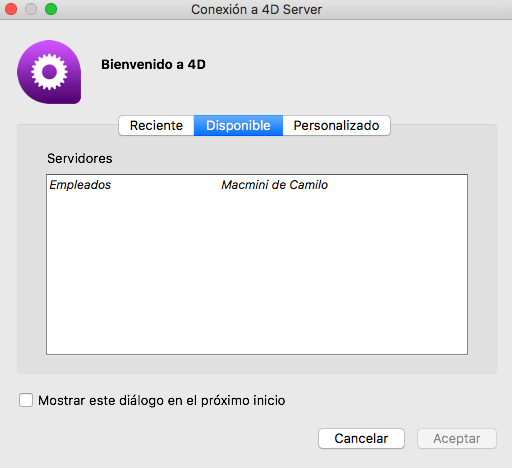 Conexión a 4D Server
Bienvenido a 4D
Reciente Disponible Personalizado
Servidores
Empleados Macmini de Camilo
Mostrar este diálogo en el próximo inicio
Cancelar Aceptar